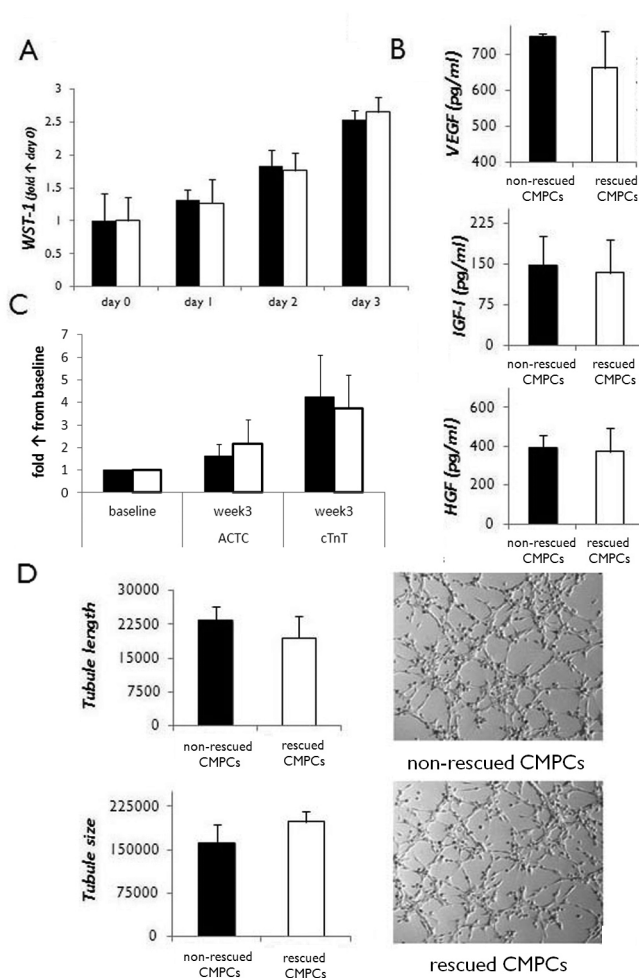 A
WST-1 (fold ↑ day 0)
3
2.5
2
1.5
1
0.5
0
day 0 day 1 day 2 day 3
B
VEGF (pg/ml)
700
600
500
400
non-rescued rescued
CMPCs CMPCs
IGF-I (pg/ml)
225
150
75
0
non-rescued rescued
CMPCs CMPCs
HGF (pg/ml)
600
400
200
0
non-rescued rescued
CMPCs CMPCs
C
fold ↑ from baseline
7
6
5
4
3
2
1
0
baseline week3 week3
ACTC cTnT
D
Tubule length
30000
22500
15000
7500
0
non-rescued rescued
CMPCs CMPCs
non-rescued CMPCs
Tubule size
225000
150000
75000
0
non-rescued rescued
CMPCs CMPCs
rescued CMPCs